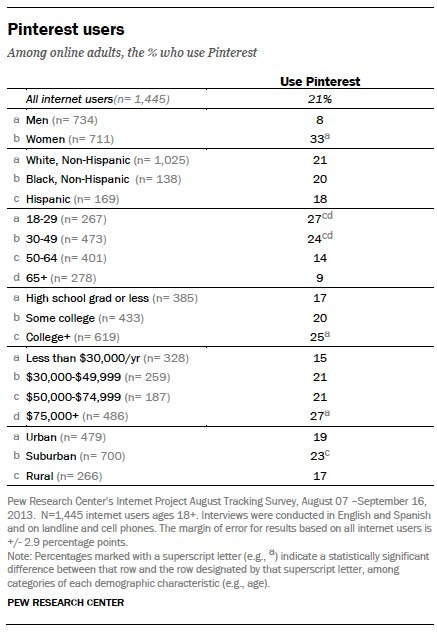 Pinterest users
Among online adults, the % who use Pinterest
Use Pinterest
All internet users(n= 1,445) 21%
a Men (n= 734) 8
b Women (n= 711) 33a
a White, Non-Hispanic (n= 1,025) 21
b Black, Non-Hispanic (n= 138) 20
c Hispanic (n= 169) 18
a 18-29 (n= 267) 27cd
b 30-49 (n= 473) 24cd
c 50-64 (n= 401) 14
d 65+ (n= 278) 9
a High school grad or less (n= 385) 17
b Some college (n= 433) 20
c College+ (n= 619) 25a
a Less than $30,000/yr (n= 328) 15
b $30,000-$49,999 (n= 259) 21
c $50,000-$74,999 (n= 187) 21
d $75,000+ (n= 486) 27a
a Urban (n= 479) 19
b Suburban (n= 700) 23c
c Rural (n= 266) 17
Pew Research Center's Internet Project August Tracking Survey, August 07 –September 16,
2013. N=1,445 internet users ages 18+. Interviews were conducted in English and Spanish
and on landline and cell phones. The margin of error for results based on all internet users is
+/- 2.9 percentage points.
Note: Percentages marked with a superscript letter (e.g., a) indicate a statistically significant
difference between that row and the row designated by that superscript letter, among
categories of each demographic characteristic (e.g., age).
PEW RESEARCH CENTER